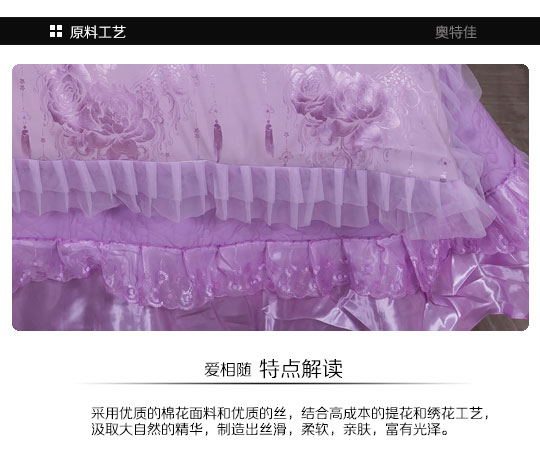 原料工艺
奥特佳
爱相随 特点解读
采用优质的棉花面料和优质的丝，结合高成本的提花和绣花工艺，
汲取大自然的精华，制造出丝滑，柔软，亲肤，富有光泽。